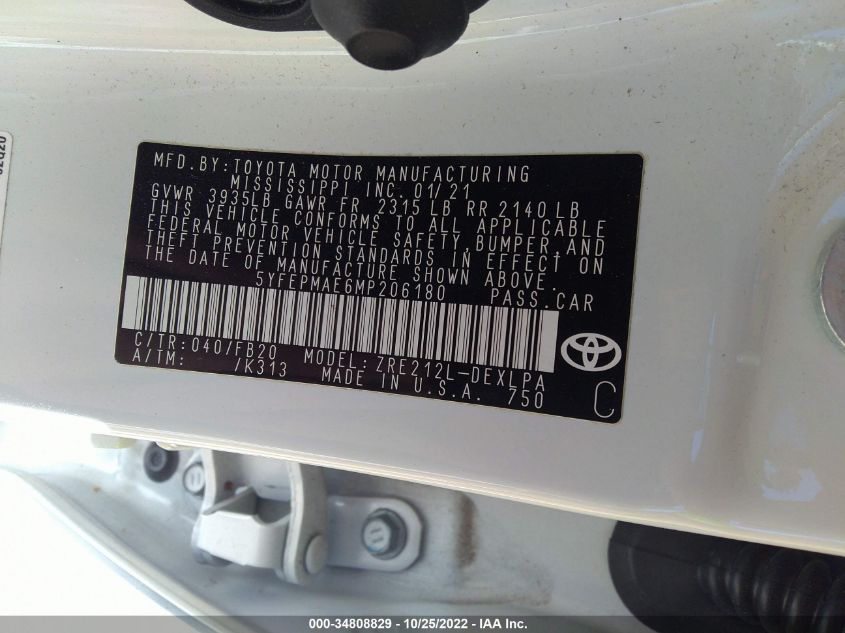 MFD. BY: TOYOTA MOTOR MANUFACTURING
MISSISSIPPI INC. 01/21
GVWR 3935LB GAWR FR 2315 LB RR 2140 LB
THIS VEHICLE CONFORMS TO ALL APPLICABLE
FEDERAL MOTOR VEHICLE SAFETY, BUMPER, AND
THEFT PREVENTION STANDARDS IN EFFECT ON
THE DATE OF MANUFACTURE SHOWN ABOVE.
5YFEPMAE6MP206180 PASS. CAR
C/TR: 040/FB20 MODEL: ZRE212L-DEXLPA
A/TM: /K313 MADE IN U.S.A. 750
C
000-34808829 - 10/25/2022 - IAA Inc.